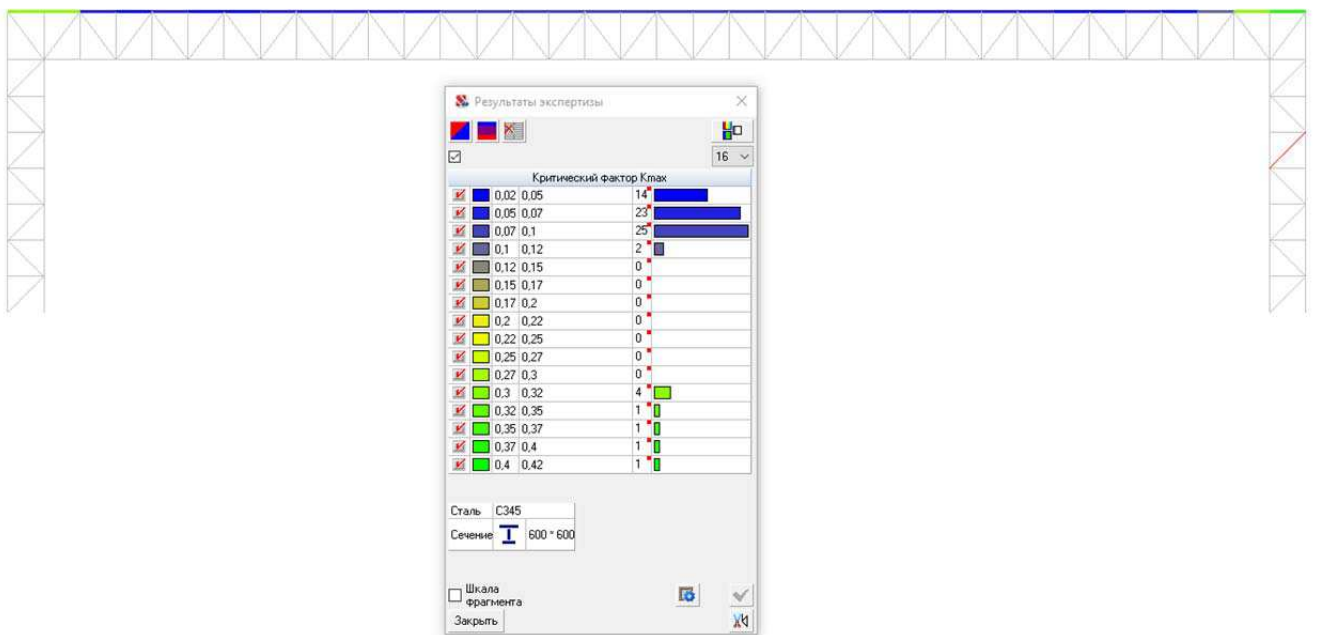 Результаты экспертизы
16
Критический фактор Kmax
0,02 0,05 14
0,05 0,07 23
0,07 0,1 25
0,1 0,12 2
0,12 0,15 0
0,15 0,17 0
0,17 0,2 0
0,2 0,22 0
0,22 0,25 0
0,25 0,27 0
0,27 0,3 0
0,3 0,32 4
0,32 0,35 1
0,35 0,37 1
0,37 0,4 1
0,4 0,42 1
Сталь C345
Сечение 600 * 600
Шкала
фрагмента
Закрыть